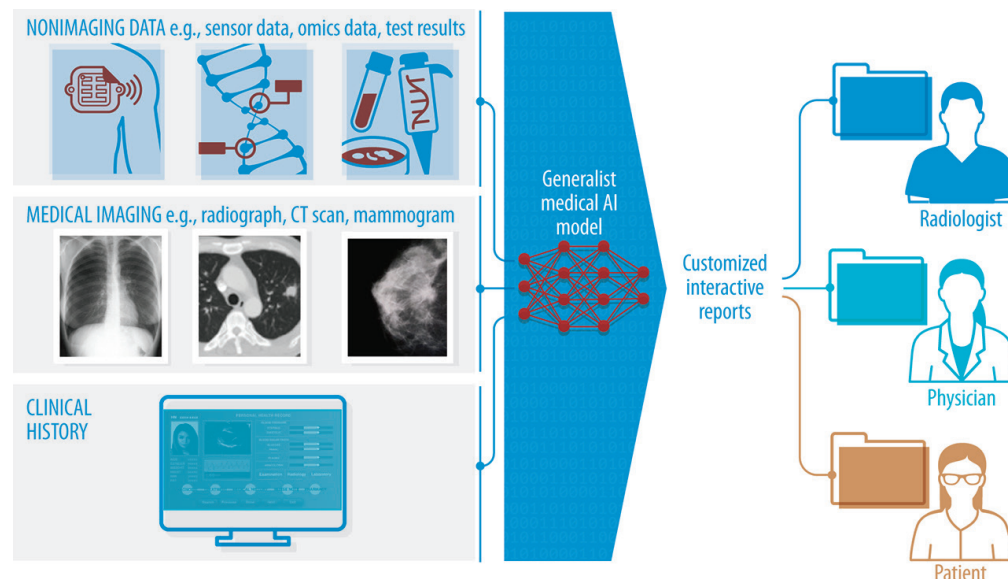 NONIMAGING DATA e.g., sensor data, omics data, test results
MEDICAL IMAGING e.g., radiograph, CT scan, mammogram
CLINICAL
HISTORY
Generalist
medical AI
model
Customized
interactive
reports
Radiologist
Physician
Patient